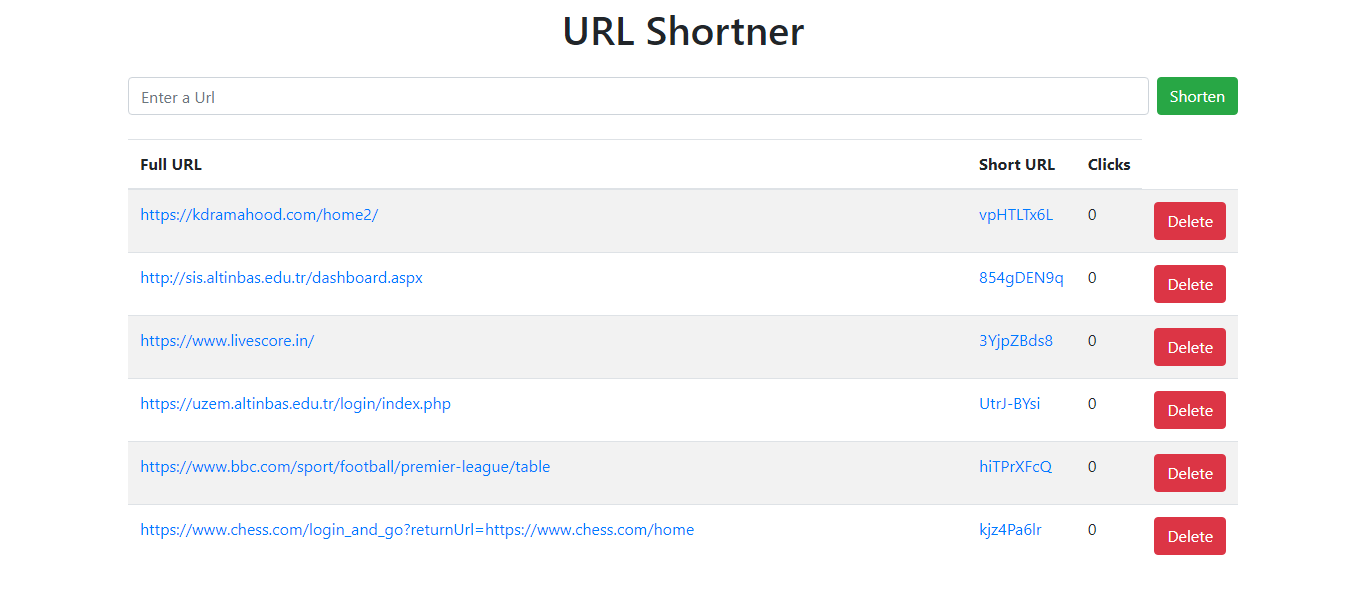 URL Shortner
Enter a Url Shorten
Full URL Short URL Clicks
https://kdramahood.com/home2/ vpHTLTx6L 0 Delete
http://sis.altinbas.edu.tr/dashboard.aspx 854gDEN9q 0 Delete
https://www.livescore.in/ 3YjpZBds8 0 Delete
https://uzem.altinbas.edu.tr/login/index.php UtrJ-BYsi 0 Delete
https://www.bbc.com/sport/football/premier-league/table hiTPrXFcQ 0 Delete
https://www.chess.com/login_and_go?returnUrl=https://www.chess.com/home kjz4Pa6lr 0 Delete